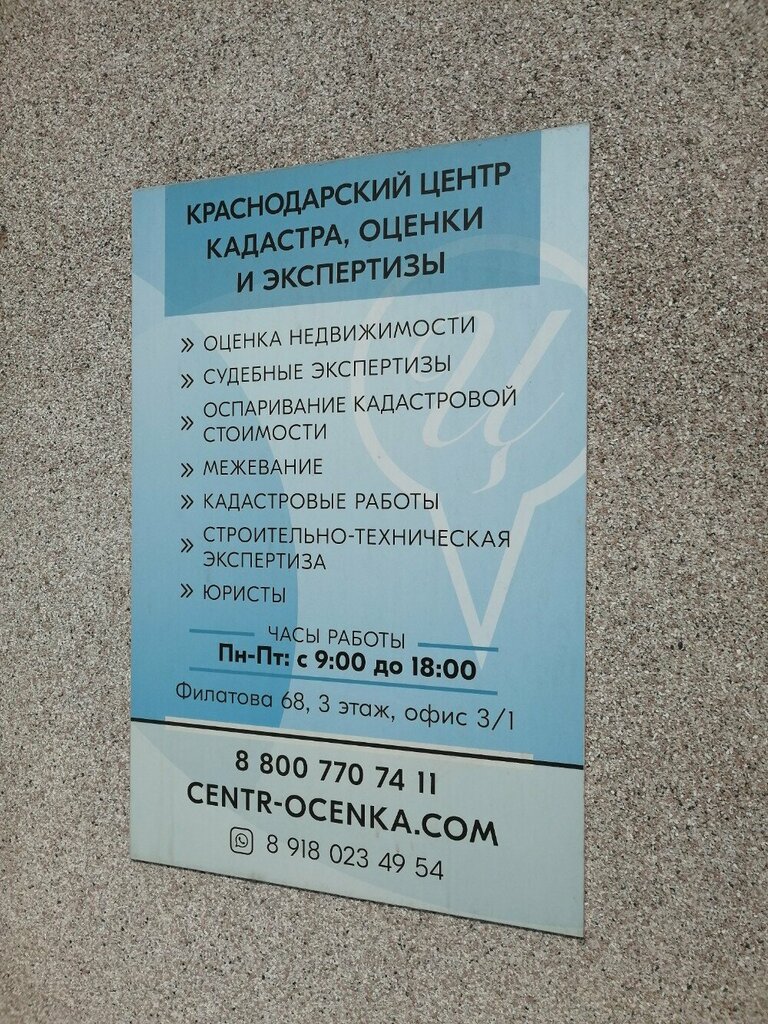 КРАСНОДАРСКИЙ ЦЕНТР
КАДАСТРА, ОЦЕНКИ
И ЭКСПЕРТИЗЫ
» ОЦЕНКА НЕДВИЖИМОСТИ
» СУДЕБНЫЕ ЭКСПЕРТИЗЫ
» ОСПАРИВАНИЕ КАДАСТРОВОЙ
СТОИМОСТИ
» МЕЖЕВАНИЕ
» КАДАСТРОВЫЕ РАБОТЫ
» СТРОИТЕЛЬНО-ТЕХНИЧЕСКАЯ
ЭКСПЕРТИЗА
» ЮРИСТЫ
ЧАСЫ РАБОТЫ
Пн-Пт: с 9:00 до 18:00
Филатова 68, 3 этаж, офис 3/1
8 800 770 74 11
CENTR-OCENKA.COM
8 918 023 49 54
Ц